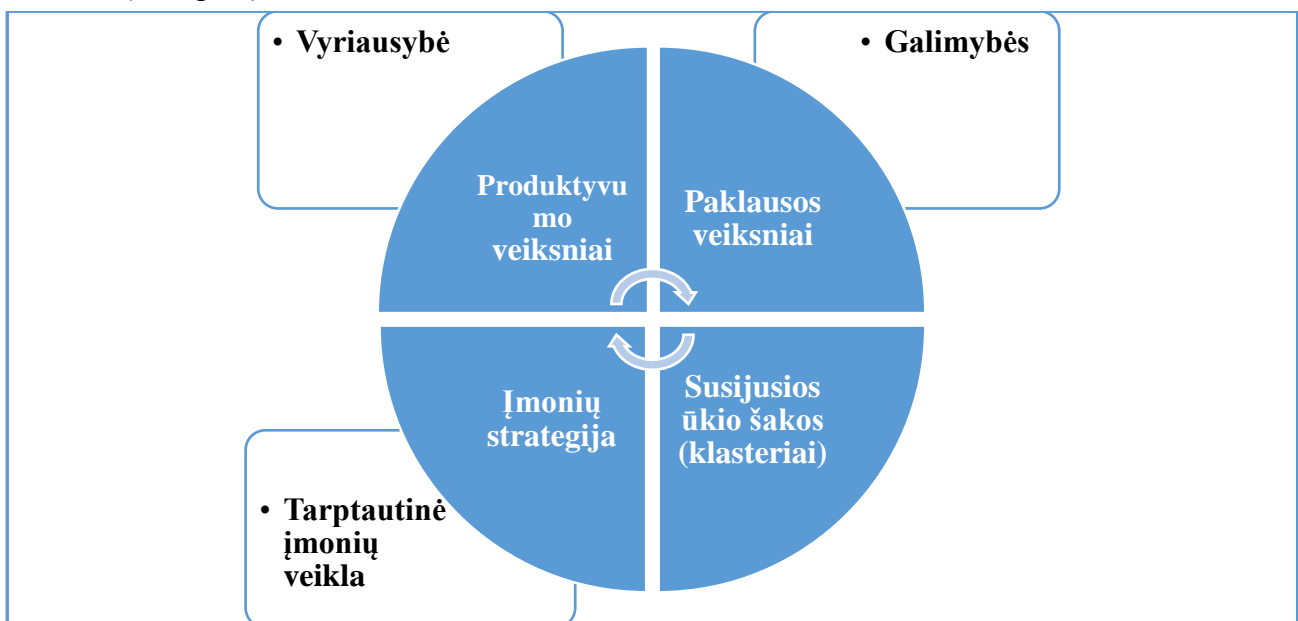 • Vyriausybė
• Galimybės
Produktyvu
mo
veiksniai
Paklausos
veiksniai
Įmonių
strategija
Susijusios
ūkio šakos
(klasteriai)
• Tarptautinė
įmonių
veikla